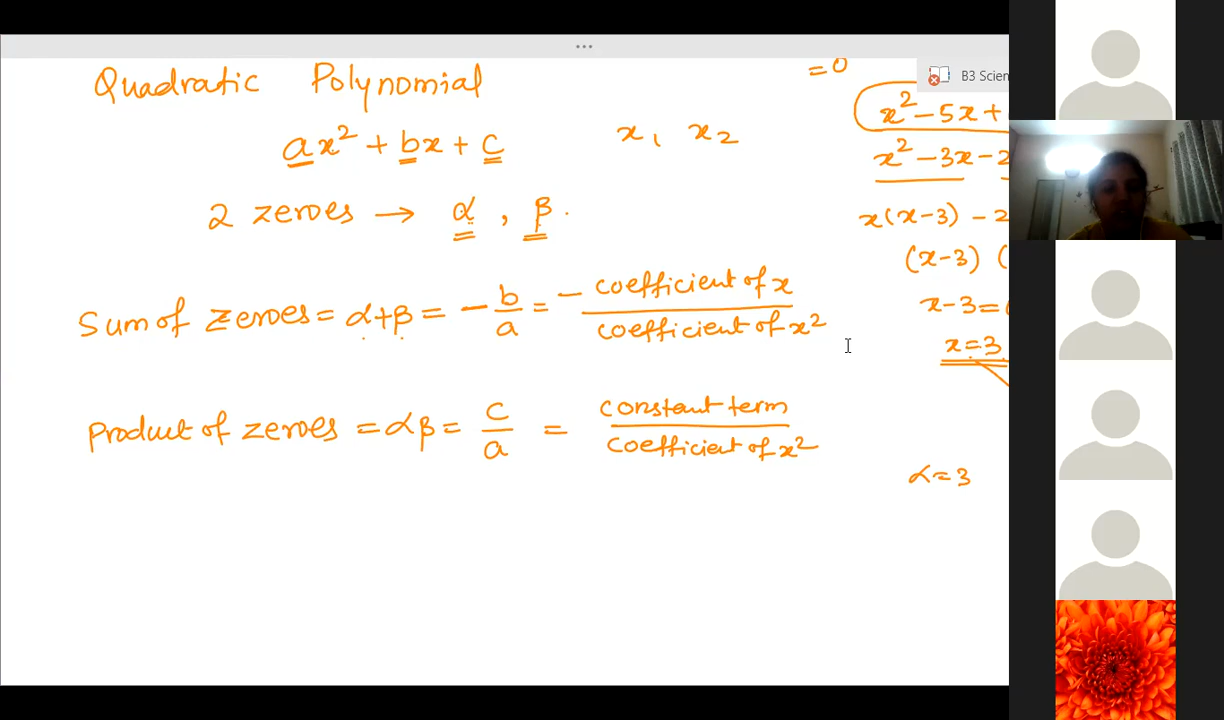 Quadratic Polynomial
ax² + bx + c
x₁ x₂
2 zeroes → α , β.
Sum of zeroes = α+β = - b/a = - coefficient of x / coefficient of x²
Product of zeroes = αβ = c/a = constant term / coefficient of x²
=0
B3 Scien
x² - 5x +
x² - 3x - 2
x(x-3) - 2
(x-3) (
x-3=
x=3
α=3